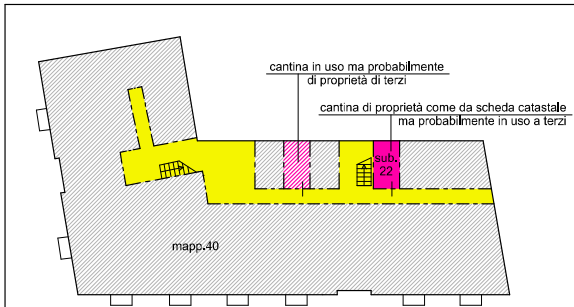 cantina in uso ma probabilmente
di proprietà di terzi
cantina di proprietà come da scheda catastale
ma probabilmente in uso a terzi
sub.
22
mapp.40